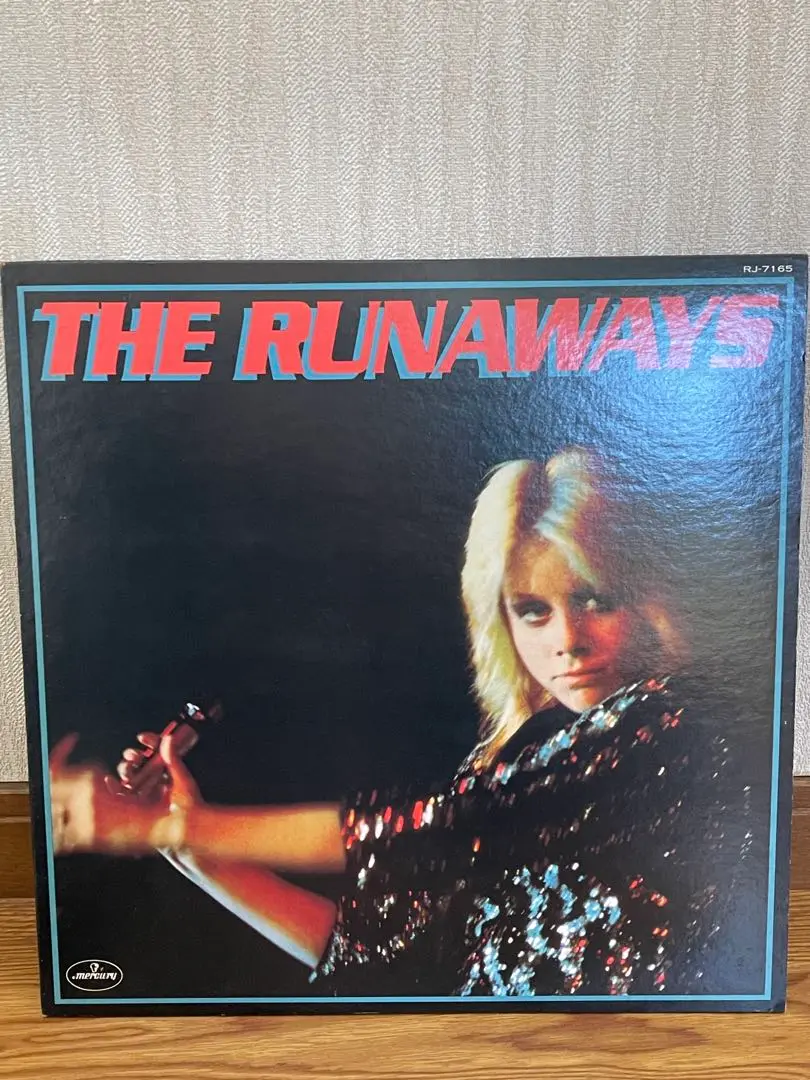 RJ-7165
THE RUNAWAYS
mercury